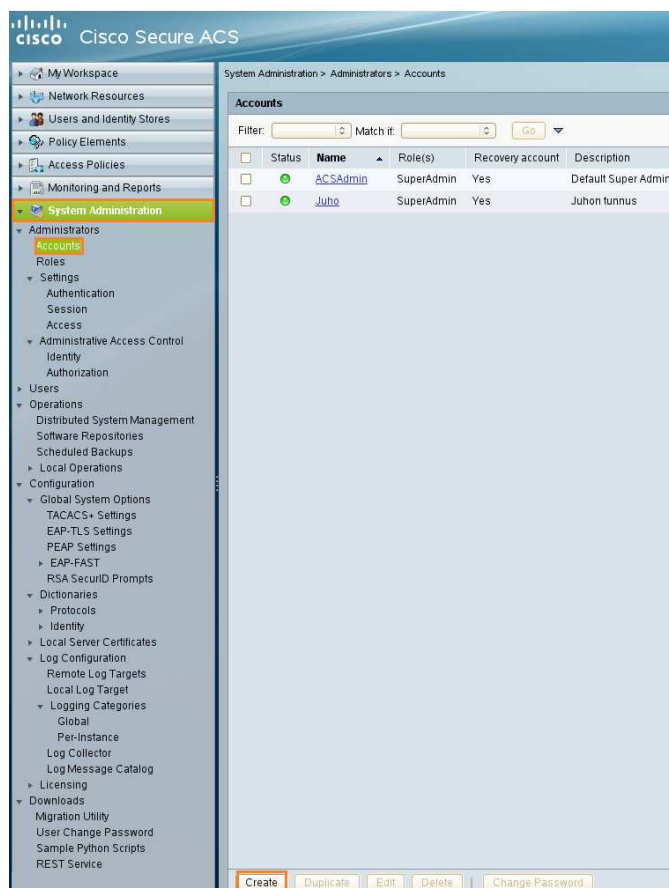 CISCO Cisco Secure ACS
My Workspace
Network Resources
Users and Identity Stores
Policy Elements
Access Policies
Monitoring and Reports
System Administration
Administrators
Accounts
Roles
Settings
Authentication
Session
Access
Administrative Access Control
Identity
Authorization
Users
Operations
Distributed System Management
Software Repositories
Scheduled Backups
Local Operations
Configuration
Global System Options
TACACS+ Settings
EAP-TLS Settings
PEAP Settings
EAP-FAST
RSA SecurID Prompts
Dictionaries
Protocols
Identity
Local Server Certificates
Log Configuration
Remote Log Targets
Local Log Target
Logging Categories
Global
Per-Instance
Log Collector
Log Message Catalog
Licensing
Downloads
Migration Utility
User Change Password
Sample Python Scripts
REST Service
System Administration > Administrators > Accounts
Accounts
Filter: Match if: Go
Status Name Role(s) Recovery account Description
ACSAdmin SuperAdmin Yes Default Super Admin
Juho SuperAdmin Yes Juhon tunnus
Create Duplicate Edit Delete | Change Password